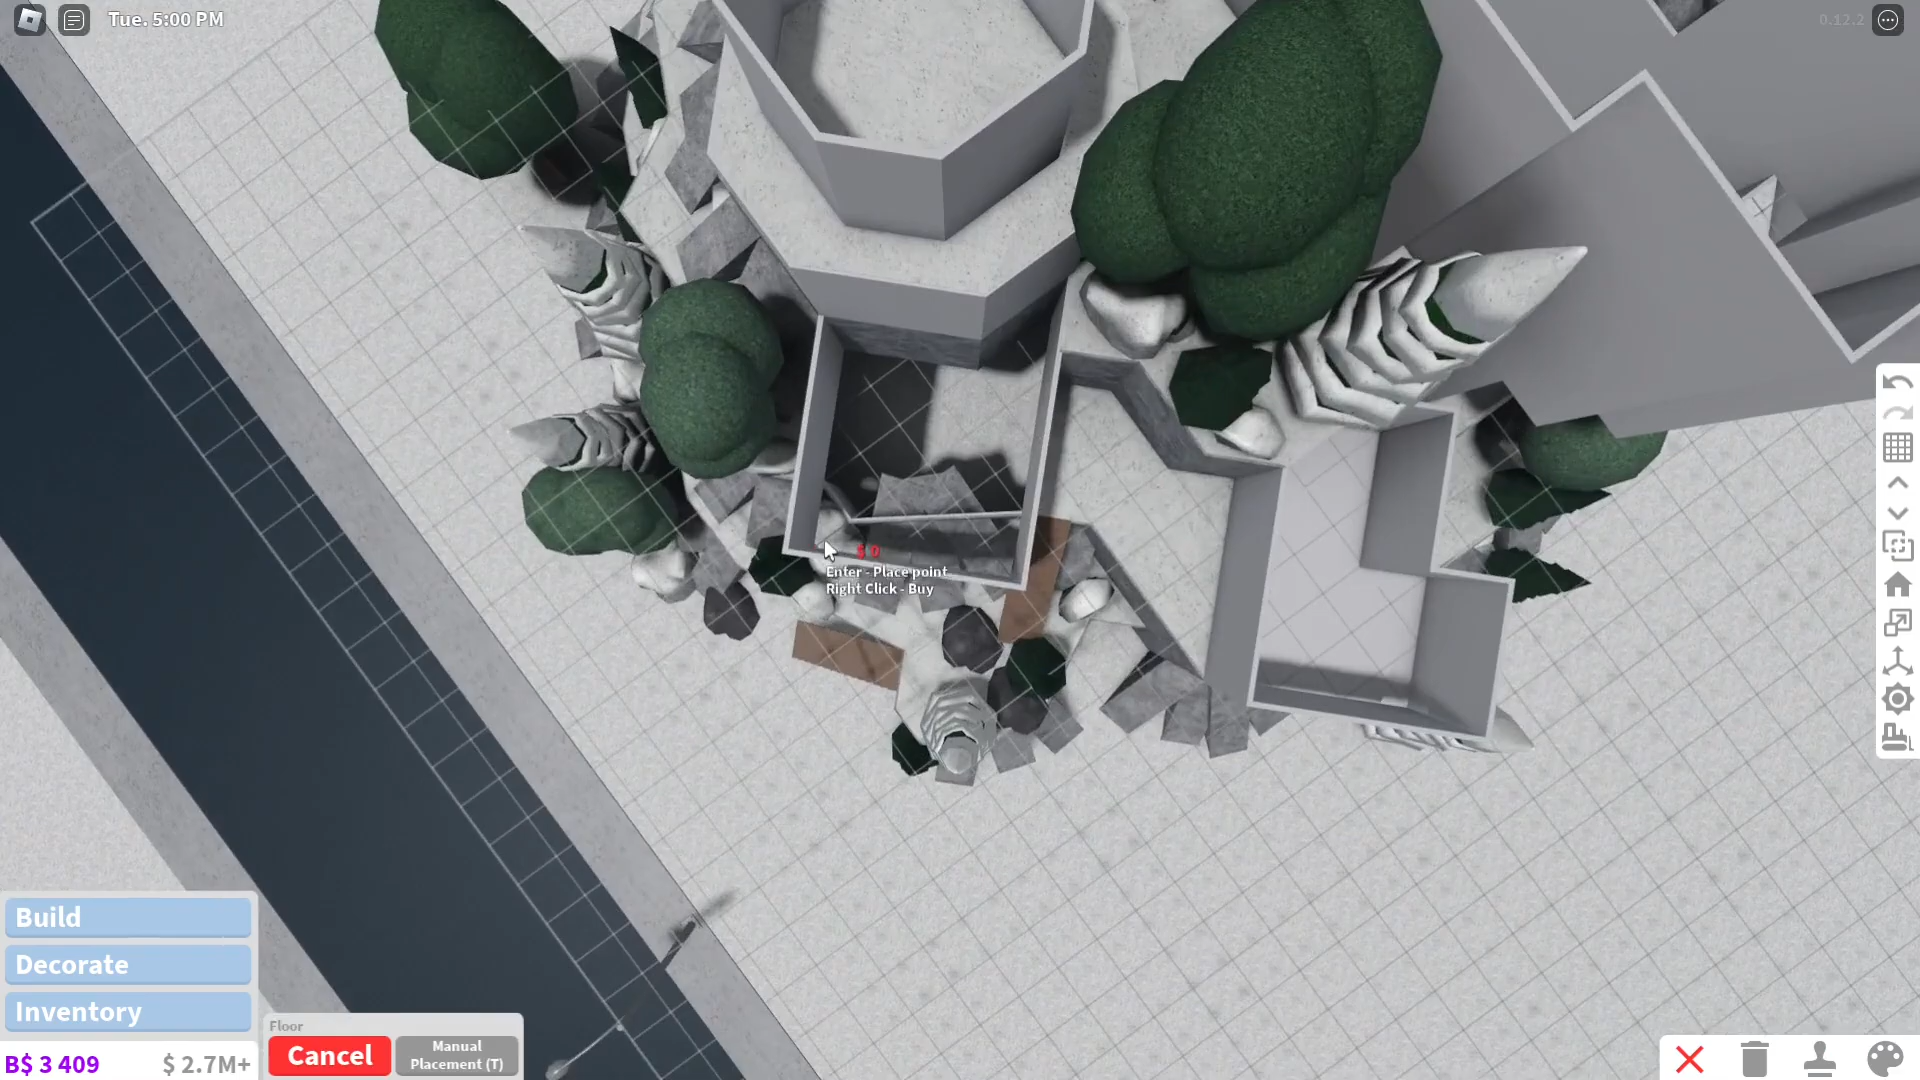 Tue. 5:00 PM
0.12.2
$ 0
Enter - Place point
Right Click - Buy
Build
Decorate
Inventory
B$ 3 409
$ 2.7M+
Floor
Cancel
Manual
Placement (T)